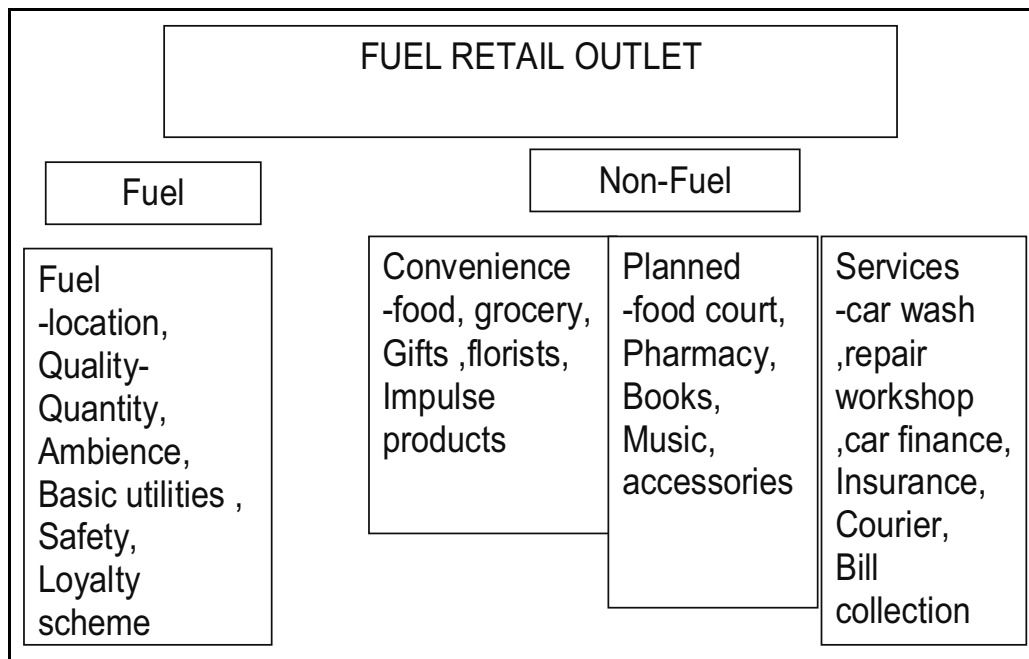 FUEL RETAIL OUTLET
Fuel
Non-Fuel
Fuel
-location,
Quality-
Quantity,
Ambience,
Basic utilities ,
Safety,
Loyalty
scheme
Convenience
-food, grocery,
Gifts ,florists,
Impulse
products
Planned
-food court,
Pharmacy,
Books,
Music,
accessories
Services
-car wash
,repair
workshop
,car finance,
Insurance,
Courier,
Bill
collection